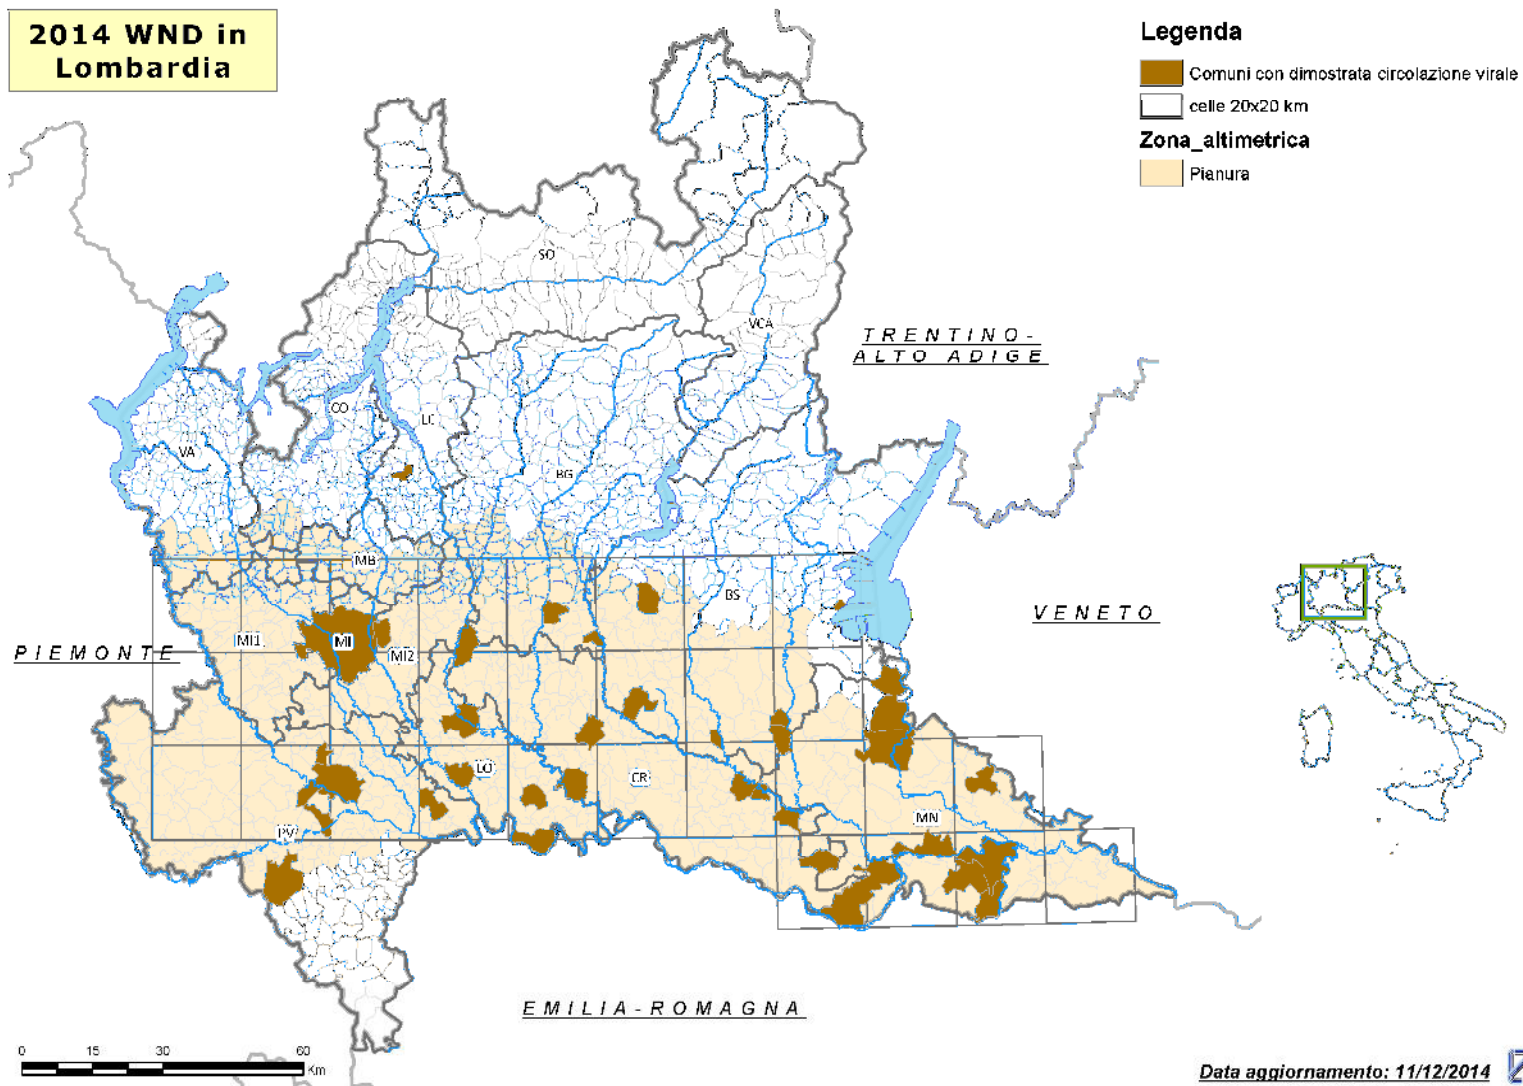 2014 WND in
Lombardia
Legenda
Comuni con dimostrata circolazione virale
celle 20x20 km
Zona_altimetrica
Pianura
SO
VCA
TRENTINO-
ALTO ADIGE
CO
LC
VA
BG
MB
BS
VENETO
MI1
MI
MI2
PIEMONTE
LO
CR
MN
PV
EMILIA-ROMAGNA
0 15 30 60
Km
Data aggiornamento: 11/12/2014